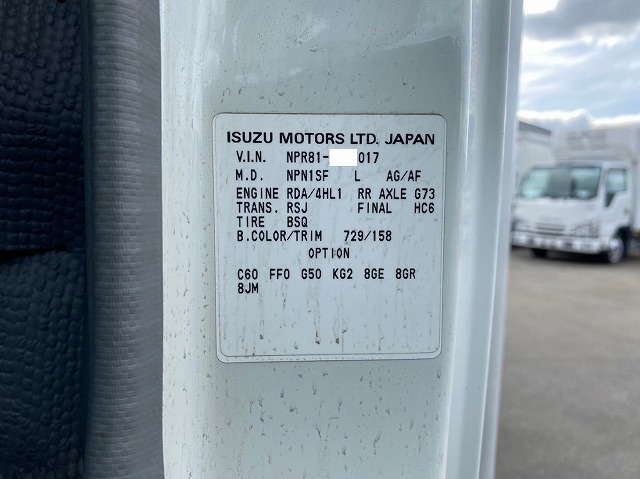 ISUZU MOTORS LTD. JAPAN
V.I.N. NPR81- 017
M.D. NPN1SF L AG/AF
ENGINE RDA/4HL1 RR AXLE G73
TRANS. RSJ FINAL HC6
TIRE BSQ
B.COLOR/TRIM 729/158
OPTION
C60 FF0 G50 KG2 8GE 8GR
8JM